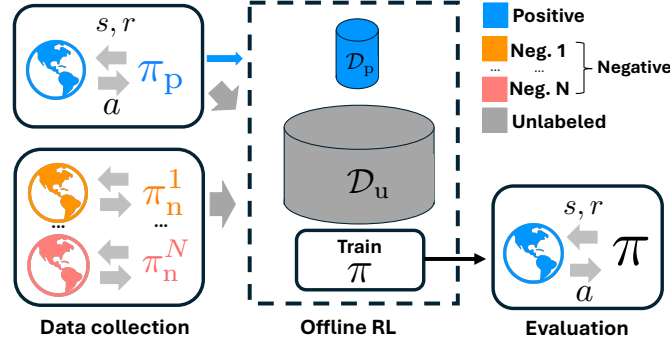 s, r
π_p
a
π_n^1
...
...
π_n^N
Data collection
D_p
D_u
Train
π
Offline RL
Positive
Neg. 1
... ...
Neg. N
Negative
Unlabeled
s, r
π
a
Evaluation